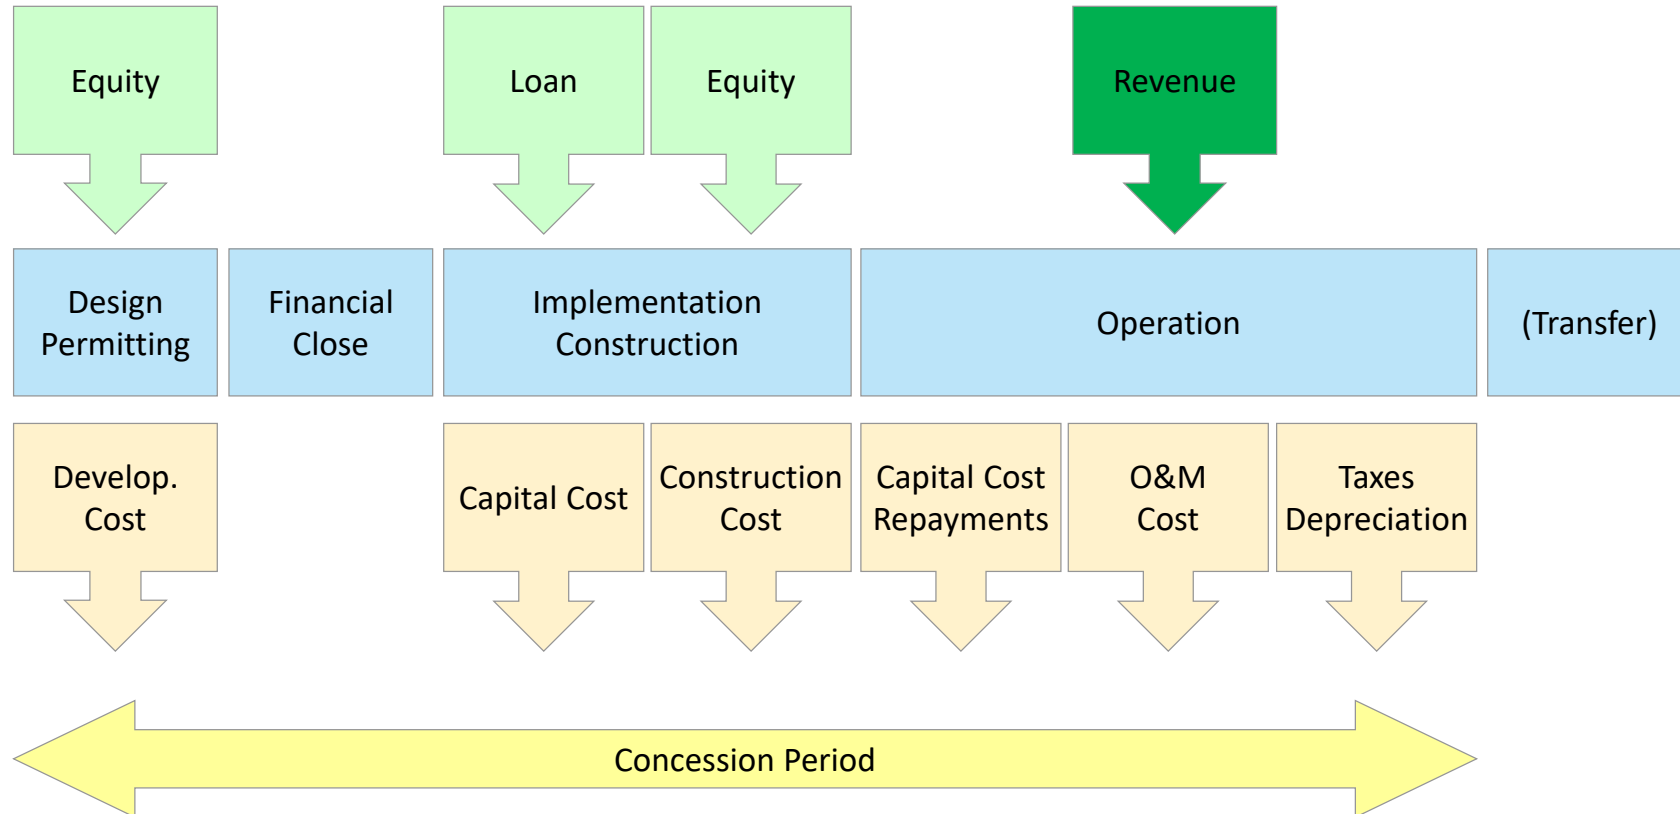 Equity
Loan
Equity
Revenue
Design
Permitting
Financial
Close
Implementation
Construction
Operation
(Transfer)
Develop.
Cost
Capital Cost
Construction
Cost
Capital Cost
Repayments
O&M
Cost
Taxes
Depreciation
Concession Period